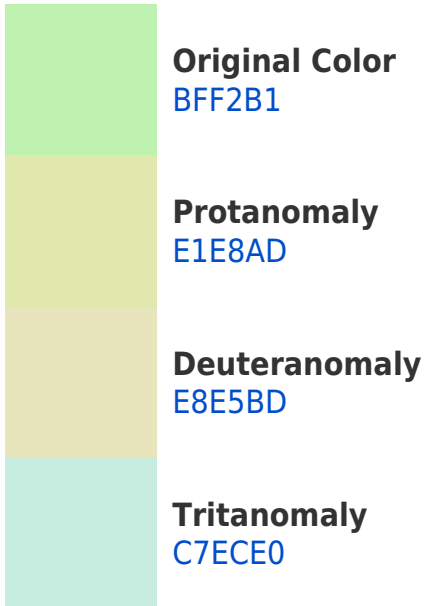 Original Color
BFF2B1
Protanomaly
E1E8AD
Deuteranomaly
E8E5BD
Tritanomaly
C7ECE0